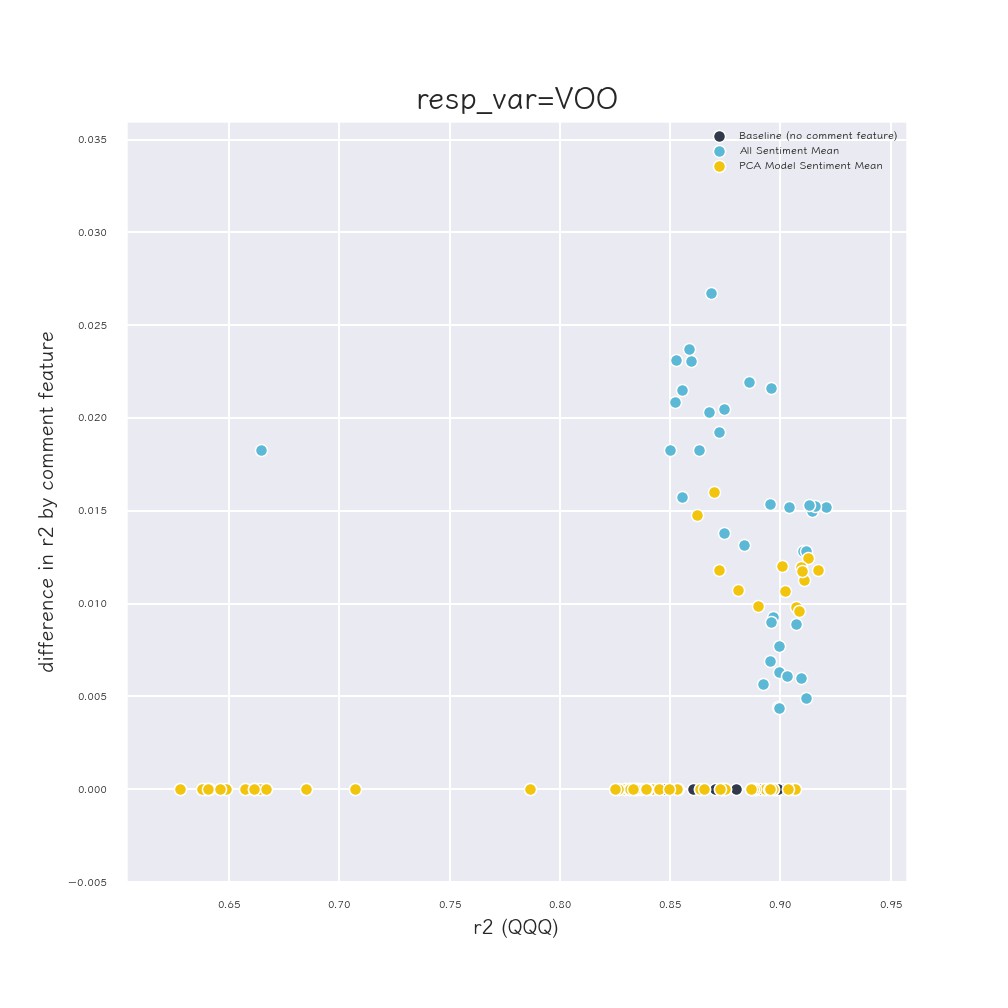 resp_var=VOO
Baseline (no comment feature)
All Sentiment Mean
PCA Model Sentiment Mean
difference in r2 by comment feature
0.035
0.030
0.025
0.020
0.015
0.010
0.005
0.000
−0.005
0.65 0.70 0.75 0.80 0.85 0.90 0.95
r2 (QQQ)